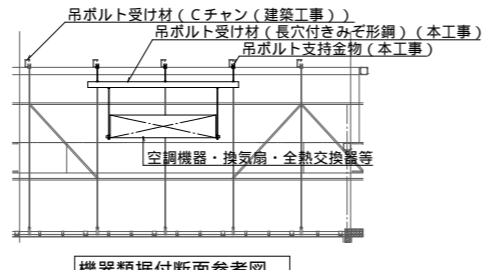 吊ボルト受け材（Ｃチャン（建築工事））
吊ボルト受け材（長穴付きみぞ形鋼）（本工事）
吊ボルト支持金物（本工事）
空調機器・換気扇・全熱交換器等
機器類据付断面参考図